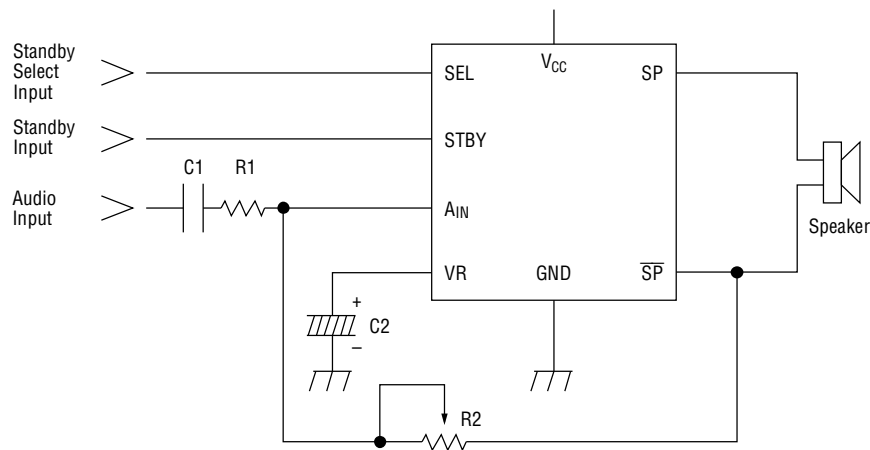 Standby
Select
Input
Standby
Input
Audio
Input
C1
R1
VCC
SEL
SP
STBY
AIN
VR
GND
SP
Speaker
+
C2
–
R2